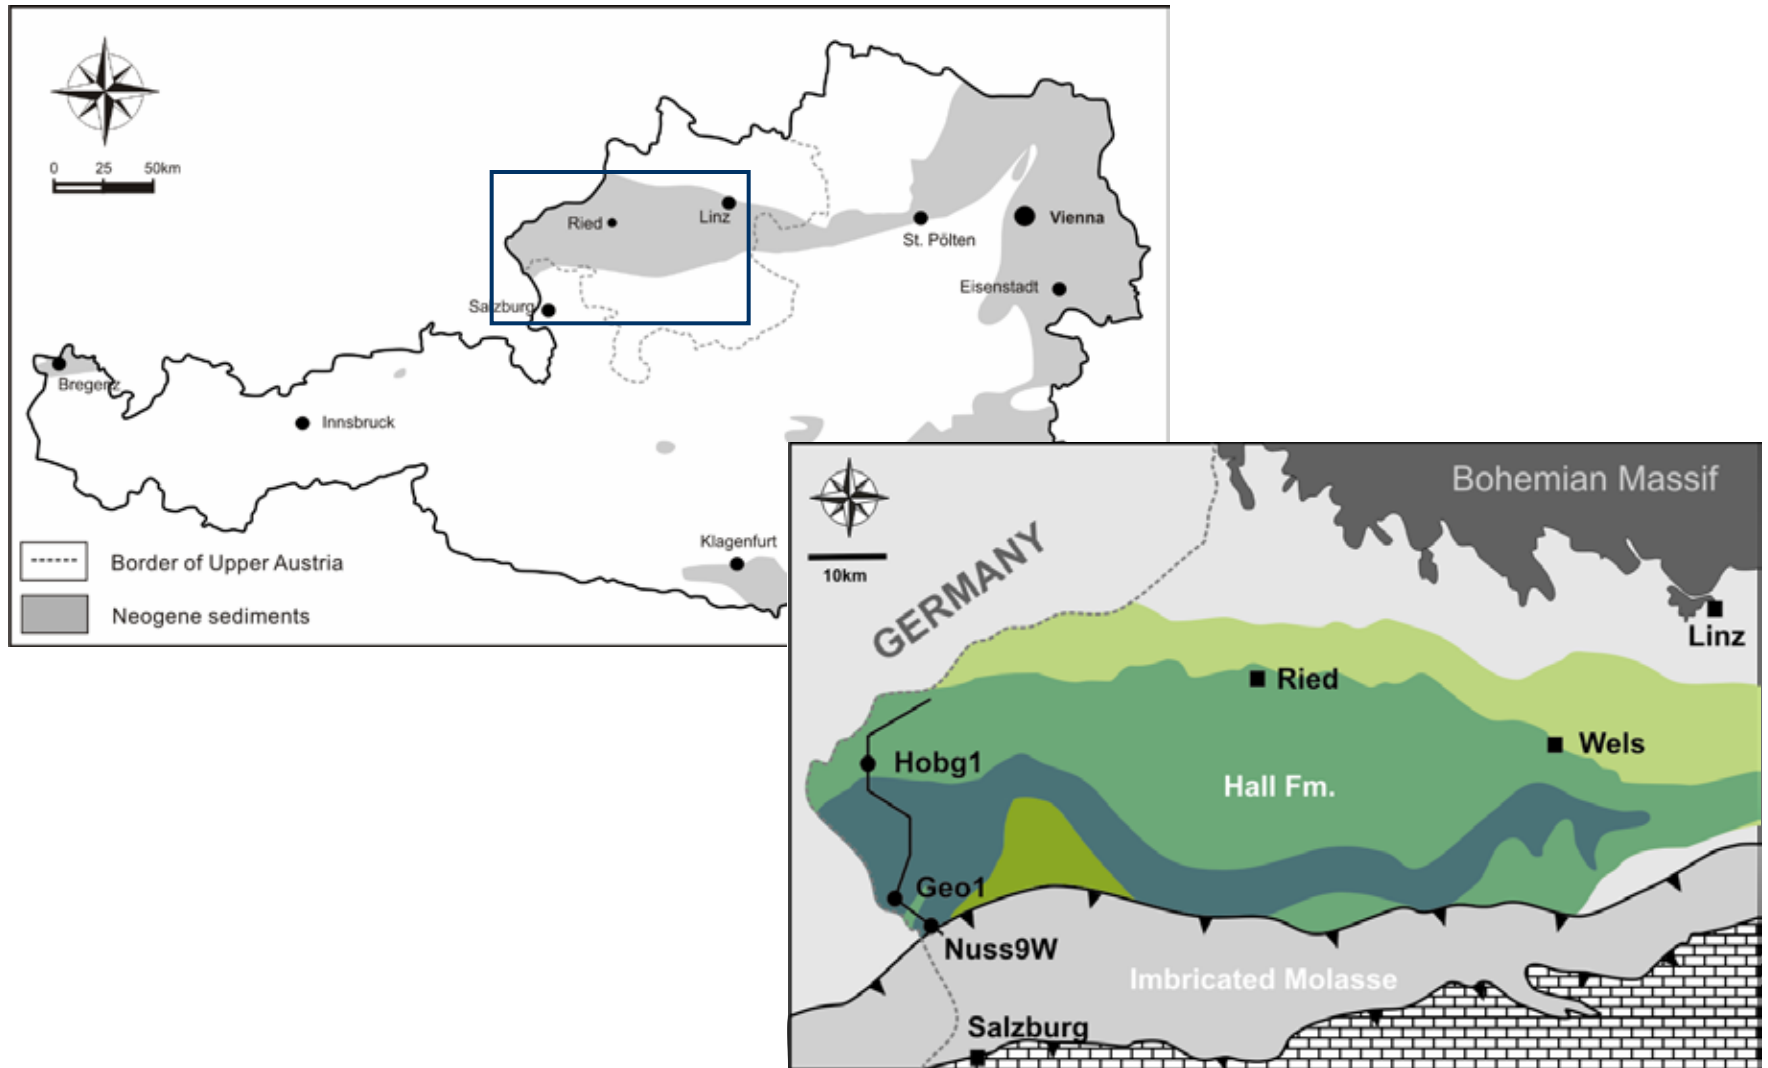 0 25 50km
Ried
Linz
St. Pölten
Vienna
Eisenstadt
Salzburg
Bregenz
Innsbruck
Klagenfurt
Border of Upper Austria
Neogene sediments
Bohemian Massif
10km
GERMANY
Linz
Ried
Wels
Hobg1
Hall Fm.
Geo1
Nuss9W
Imbricated Molasse
Salzburg